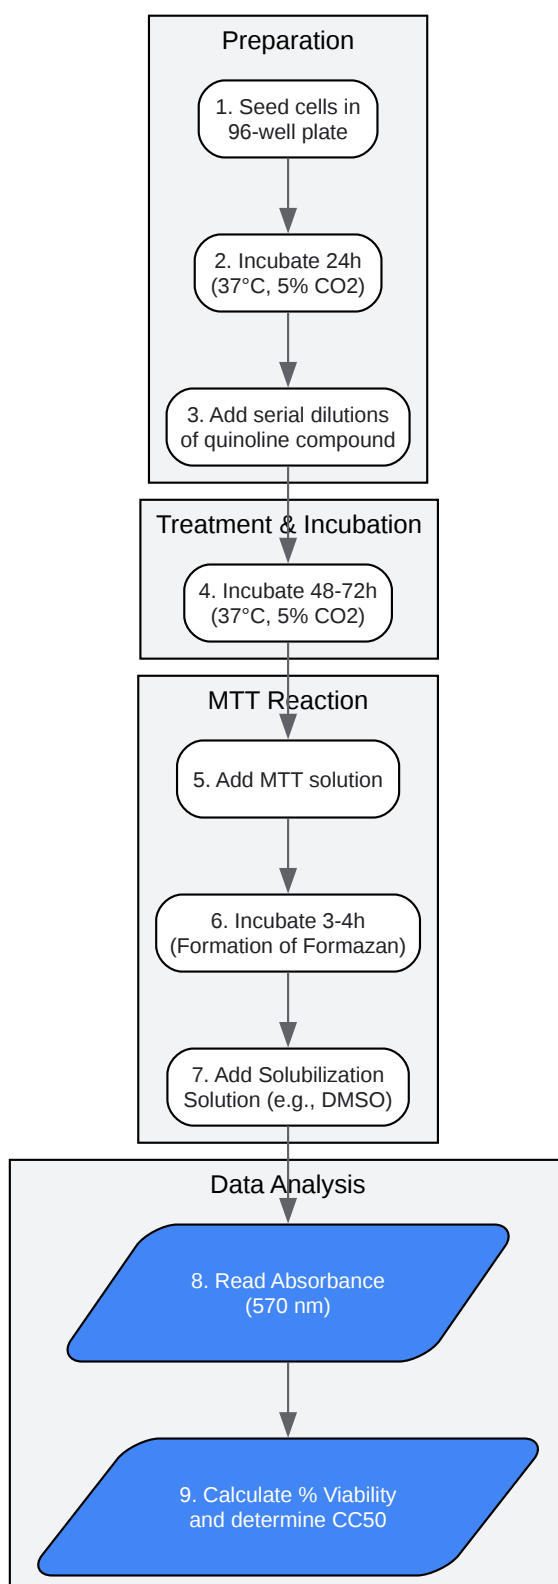 Preparation
1. Seed cells in
96-well plate
2. Incubate 24h
(37°C, 5% CO2)
3. Add serial dilutions
of quinoline compound
Treatment & Incubation
4. Incubate 48-72h
(37°C, 5% CO2)
MTT Reaction
5. Add MTT solution
6. Incubate 3-4h
(Formation of Formazan)
7. Add Solubilization
Solution (e.g., DMSO)
Data Analysis
8. Read Absorbance
(570 nm)
9. Calculate % Viability
and determine CC50